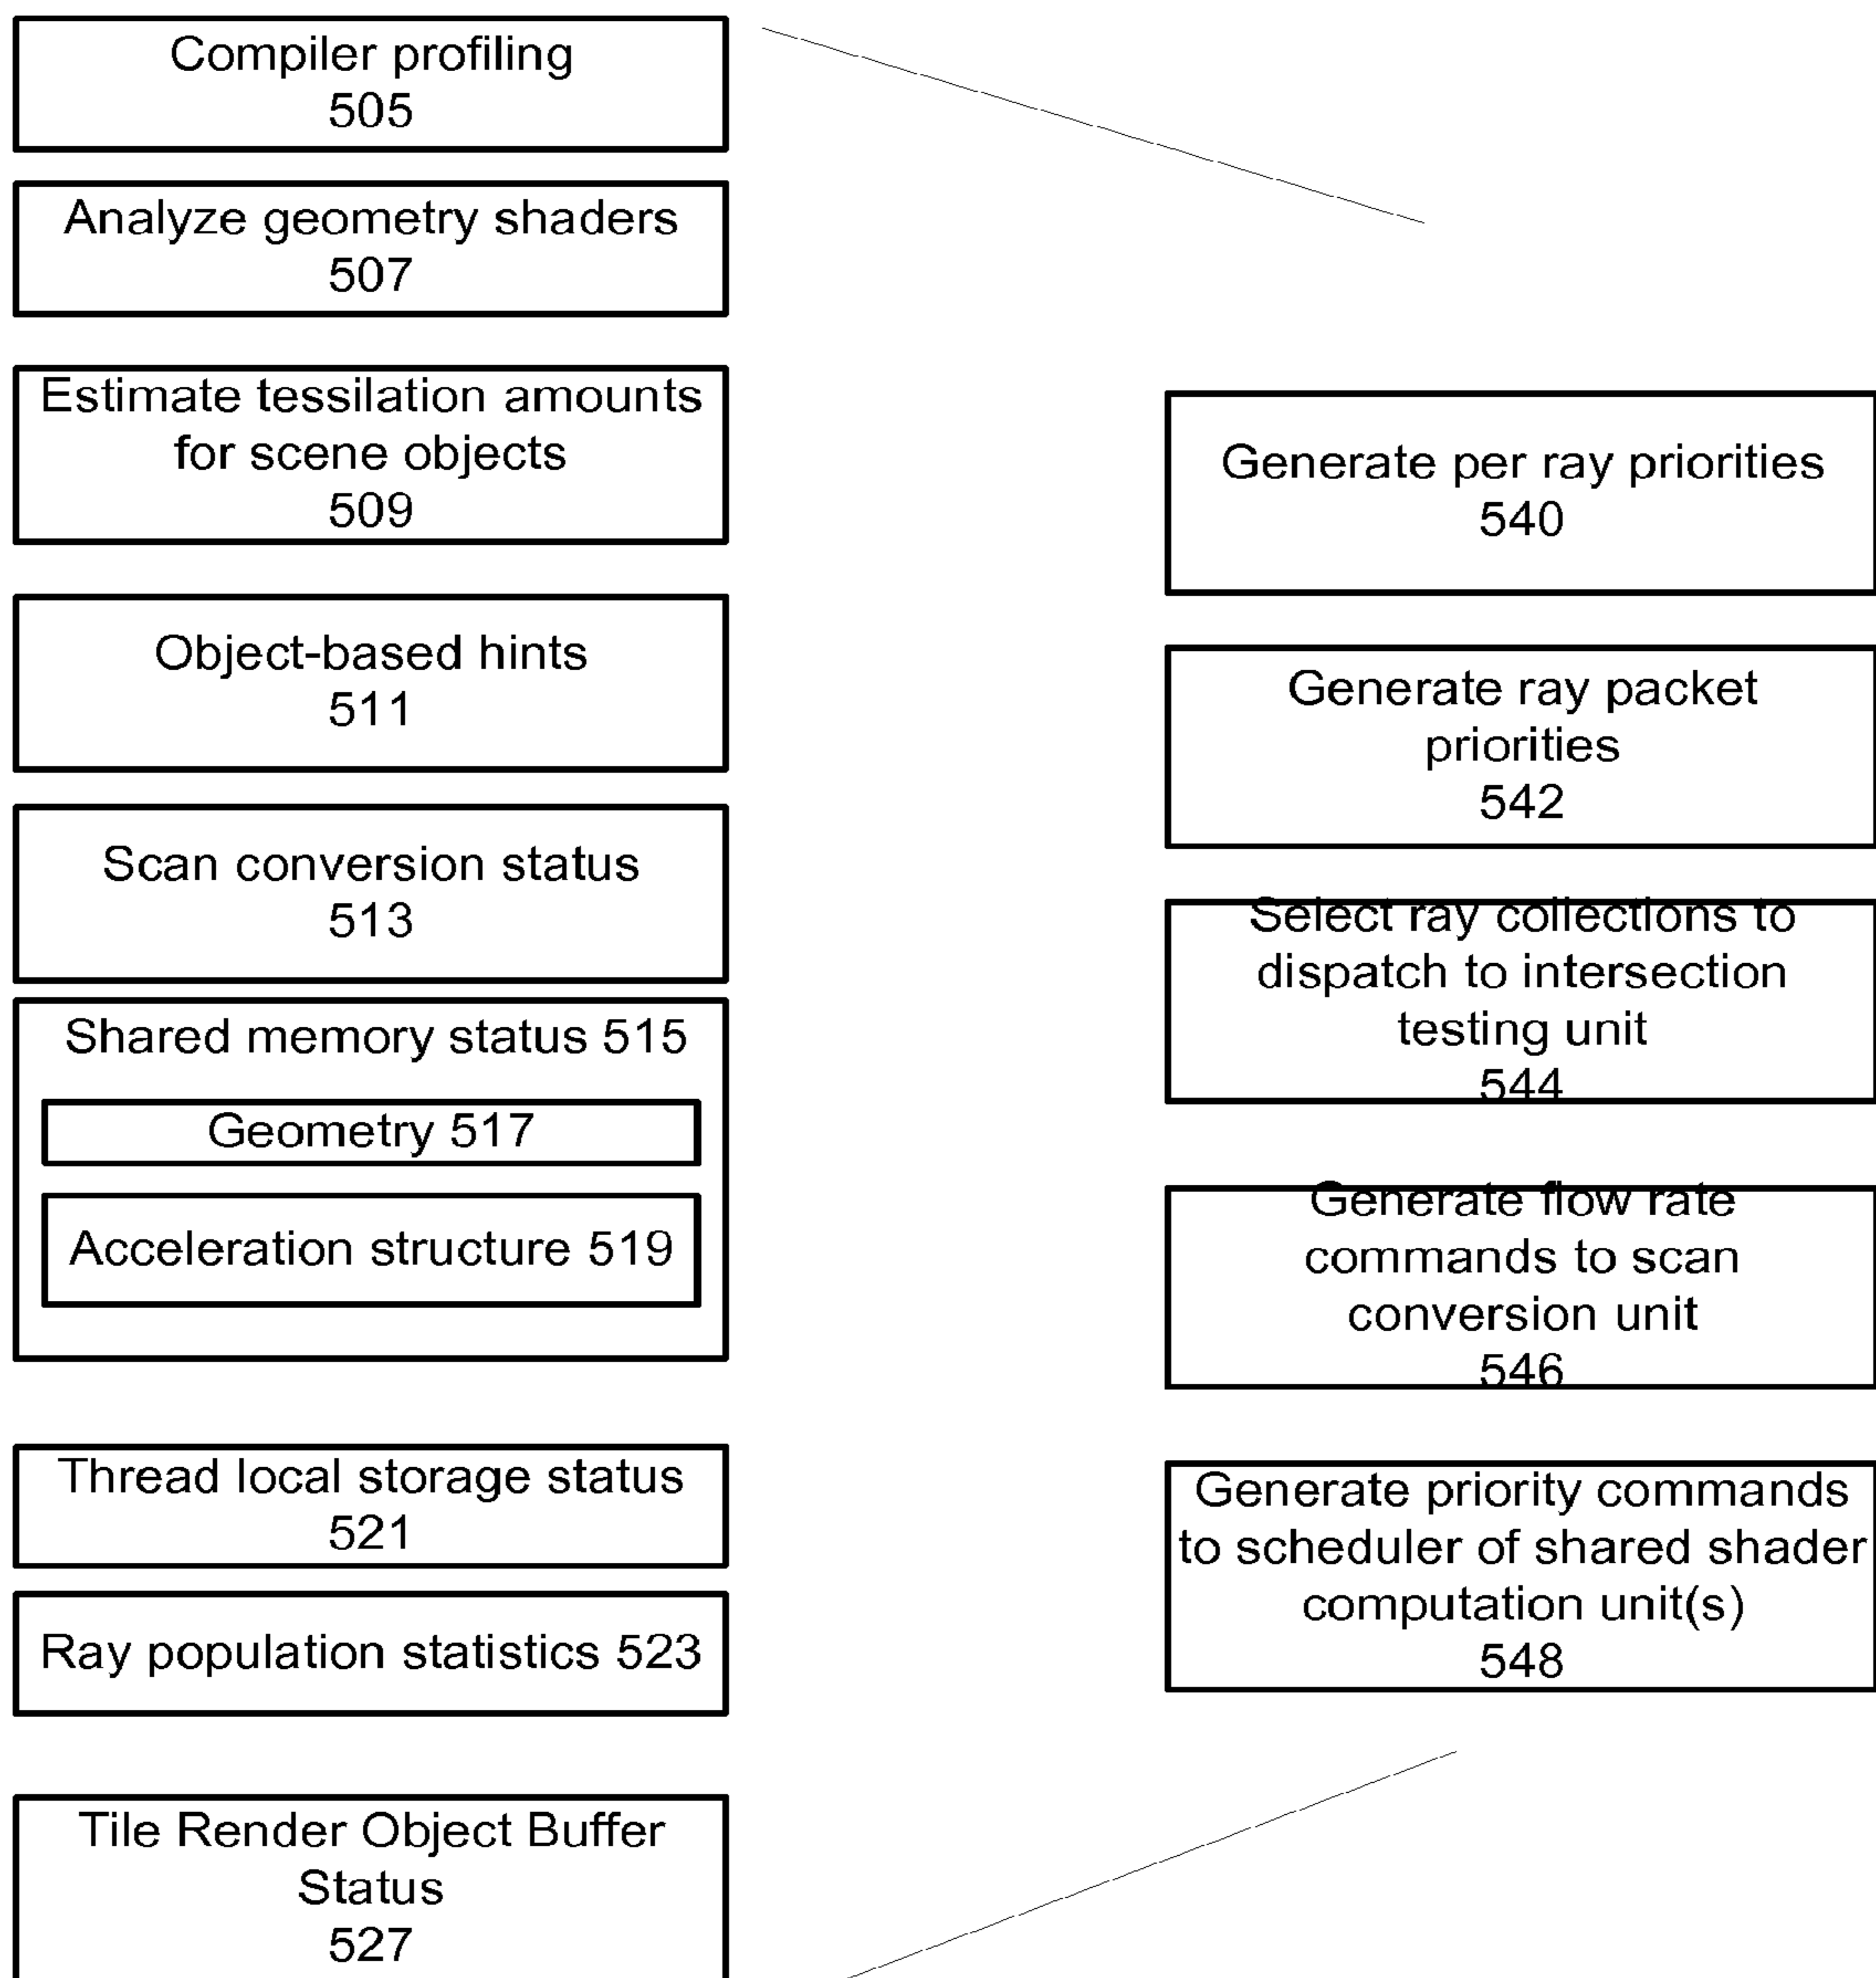 Compiler profiling
505
Analyze geometry shaders
507
Estimate tessilation amounts
for scene objects
509
Object-based hints
511
Scan conversion status
513
Shared memory status 515
Geometry 517
Acceleration structure 519
Thread local storage status
521
Ray population statistics 523
Tile Render Object Buffer
Status
527
Generate per ray priorities
540
Generate ray packet
priorities
542
Select ray collections to
dispatch to intersection
testing unit
544
Generate flow rate
commands to scan
conversion unit
546
Generate priority commands
to scheduler of shared shader
computation unit(s)
548